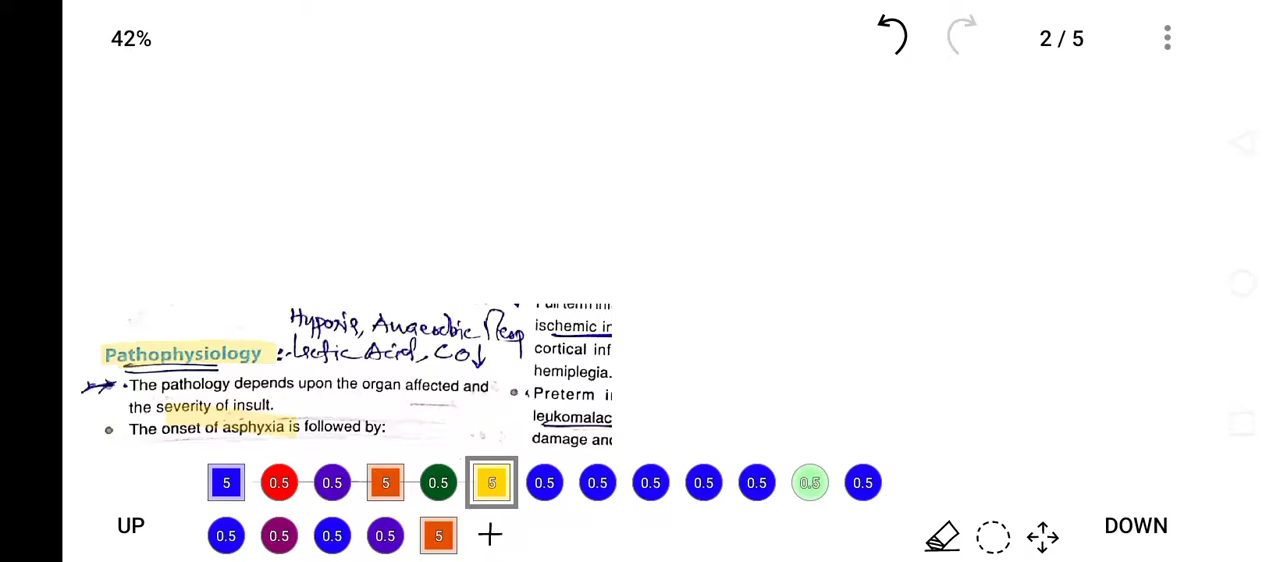 42%
2 / 5
Hypoxia, Anaerobic Resp
Pathophysiology :- Lactic Acid, CO↓
•The pathology depends upon the organ affected and
the severity of insult.
The onset of asphyxia is followed by:
Full term in
ischemic in
cortical inf
hemiplegia.
Preterm i
leukomalac
damage and
5 0.5 0.5 5 0.5 5 0.5 0.5 0.5 0.5 0.5 0.5 0.5
UP
0.5 0.5 0.5 0.5 5 +
DOWN